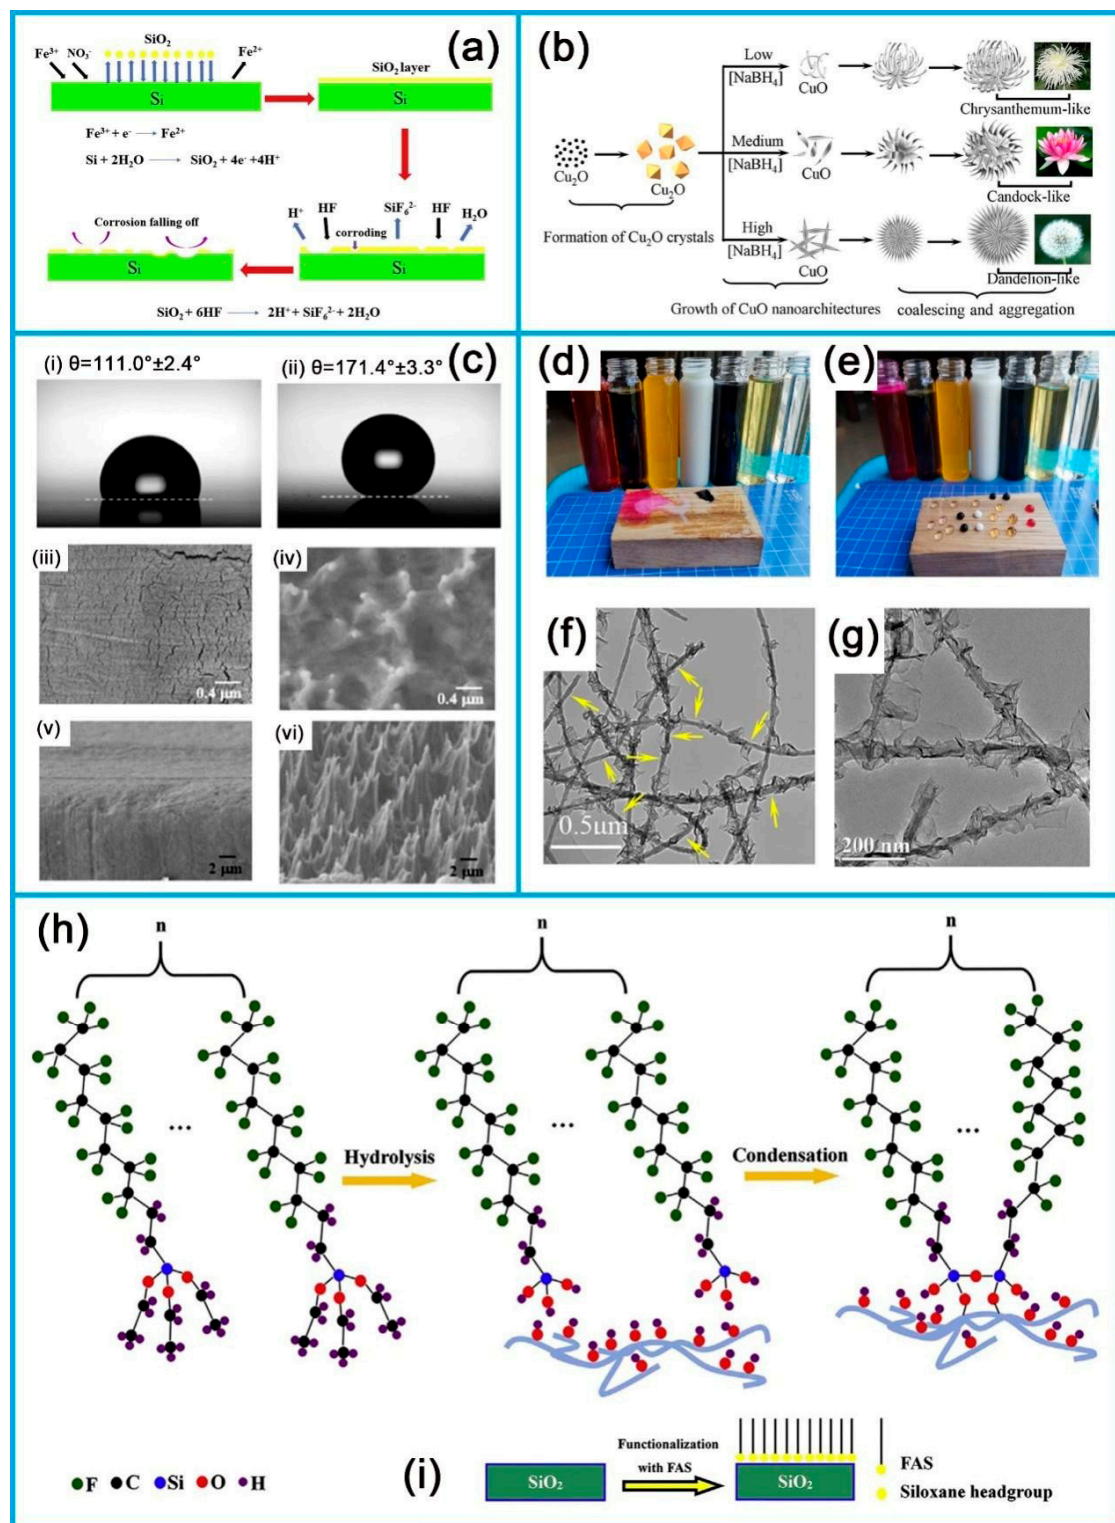 (a)
Fe³⁺ NO₃⁻ SiO₂ Fe²⁺
Si
SiO₂ layer
Si
Fe³⁺ + e⁻ → Fe²⁺
Si + 2H₂O → SiO₂ + 4e⁻ +4H⁺
Corrosion falling off
Si
H⁺ HF SiF₆²⁻ HF H₂O
corroding
Si
SiO₂ + 6HF → 2H⁺ + SiF₆²⁻ + 2H₂O
(b)
Cu₂O
Cu₂O
Formation of Cu₂O crystals
Low
[NaBH₄]
CuO
Chrysanthemum-like
Medium
[NaBH₄]
CuO
Candock-like
High
[NaBH₄]
CuO
Dandelion-like
Growth of CuO nanoarchitectures
coalescing and aggregation
(c)
(i) θ=111.0°±2.4°
(ii) θ=171.4°±3.3°
(iii)
0.4 μm
(iv)
0.4 μm
(v)
2 μm
(vi)
2 μm
(d)
(e)
(f)
0.5μm
(g)
200 nm
(h)
n
n
...
Hydrolysis
...
Condensation
...
F C Si O H
(i)
SiO₂
Functionalization
with FAS
SiO₂
FAS
Siloxane headgroup